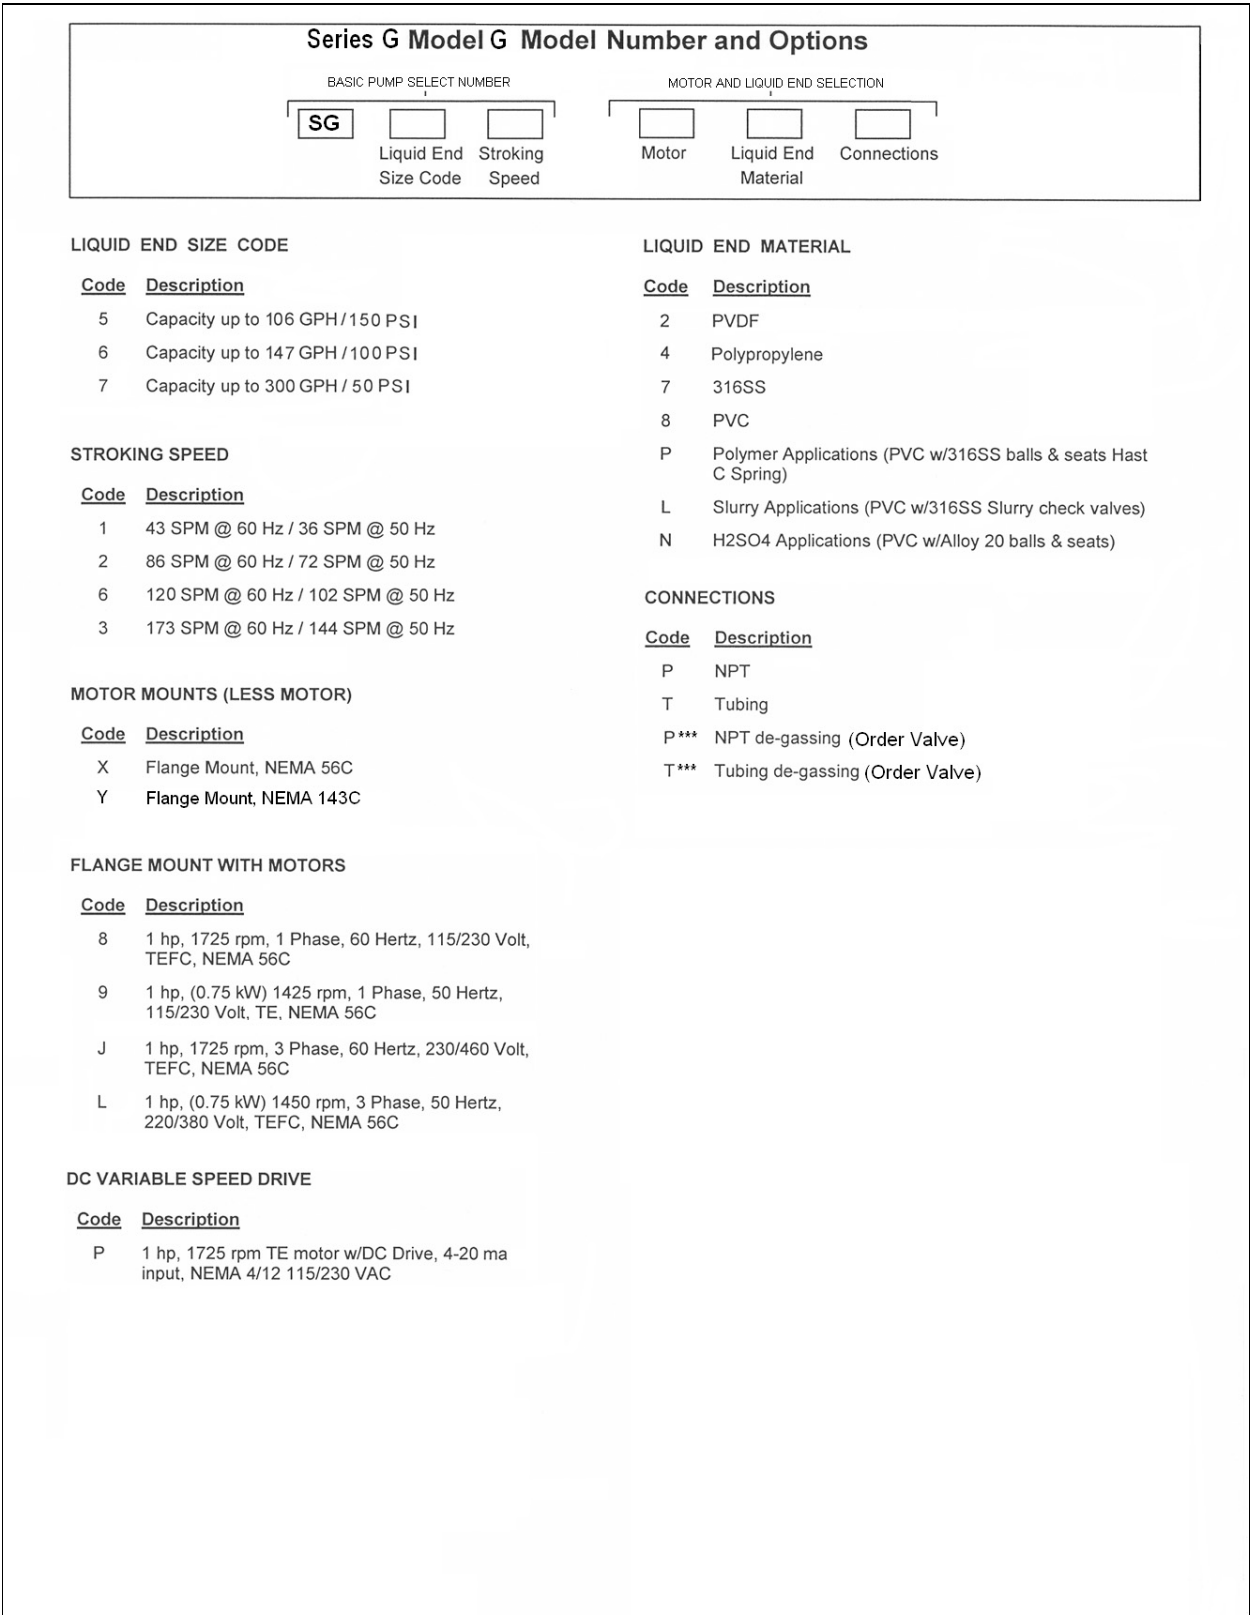 Series G Model G Model Number and Options
BASIC PUMP SELECT NUMBER
MOTOR AND LIQUID END SELECTION
SG
Liquid End Size Code
Stroking Speed
Motor
Liquid End Material
Connections
LIQUID END SIZE CODE
Code Description
5 Capacity up to 106 GPH / 150 PSI
6 Capacity up to 147 GPH / 100 PSI
7 Capacity up to 300 GPH / 50 PSI
STROKING SPEED
Code Description
1 43 SPM @ 60 Hz / 36 SPM @ 50 Hz
2 86 SPM @ 60 Hz / 72 SPM @ 50 Hz
6 120 SPM @ 60 Hz / 102 SPM @ 50 Hz
3 173 SPM @ 60 Hz / 144 SPM @ 50 Hz
MOTOR MOUNTS (LESS MOTOR)
Code Description
X Flange Mount, NEMA 56C
Y Flange Mount, NEMA 143C
FLANGE MOUNT WITH MOTORS
Code Description
8 1 hp, 1725 rpm, 1 Phase, 60 Hertz, 115/230 Volt,
TEFC, NEMA 56C
9 1 hp, (0.75 kW) 1425 rpm, 1 Phase, 50 Hertz,
115/230 Volt, TE, NEMA 56C
J 1 hp, 1725 rpm, 3 Phase, 60 Hertz, 230/460 Volt,
TEFC, NEMA 56C
L 1 hp, (0.75 kW) 1450 rpm, 3 Phase, 50 Hertz,
220/380 Volt, TEFC, NEMA 56C
DC VARIABLE SPEED DRIVE
Code Description
P 1 hp, 1725 rpm TE motor w/DC Drive, 4-20 ma
input, NEMA 4/12 115/230 VAC
LIQUID END MATERIAL
Code Description
2 PVDF
4 Polypropylene
7 316SS
8 PVC
P Polymer Applications (PVC w/316SS balls & seats Hast
C Spring)
L Slurry Applications (PVC w/316SS Slurry check valves)
N H2SO4 Applications (PVC w/Alloy 20 balls & seats)
CONNECTIONS
Code Description
P NPT
T Tubing
P*** NPT de-gassing (Order Valve)
T*** Tubing de-gassing (Order Valve)